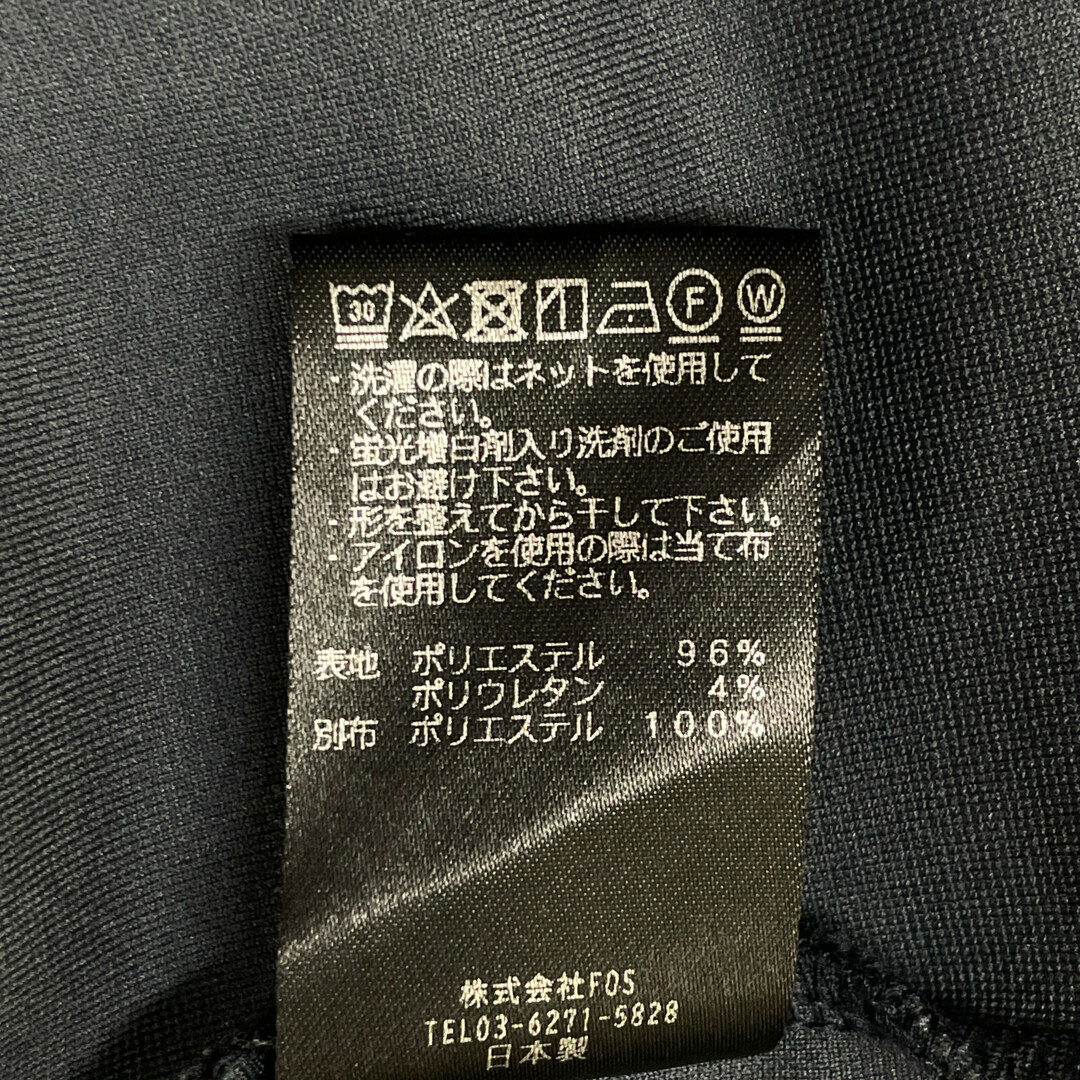 30 F W
・洗濯の際はネットを使用して
ください。
・蛍光増白剤入り洗剤のご使用
はお避け下さい。
・形を整えてから干して下さい。
・アイロンを使用の際は当て布
を使用してください。
表地 ポリエステル 96%
ポリウレタン 4%
別布 ポリエステル 100%
株式会社FOS
TEL03-6271-5828
日本製